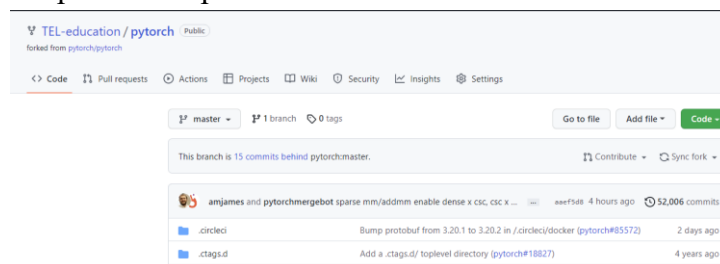 TEL-education / pytorch Public
forked from pytorch/pytorch
Code Pull requests Actions Projects Wiki Security Insights Settings
master 1 branch 0 tags Go to file Add file Code
This branch is 15 commits behind pytorch:master. Contribute Sync fork
amjames and pytorchmergebot sparse mm/addmm enable dense x csc, csc x ... 4 hours ago 52,006 commits
.circleci Bump protobuf from 3.20.1 to 3.20.2 in /.circleci/docker (pytorch#85572) 2 days ago
.ctags.d Add a .ctags.d/ toplevel directory (pytorch#18827) 4 years ago